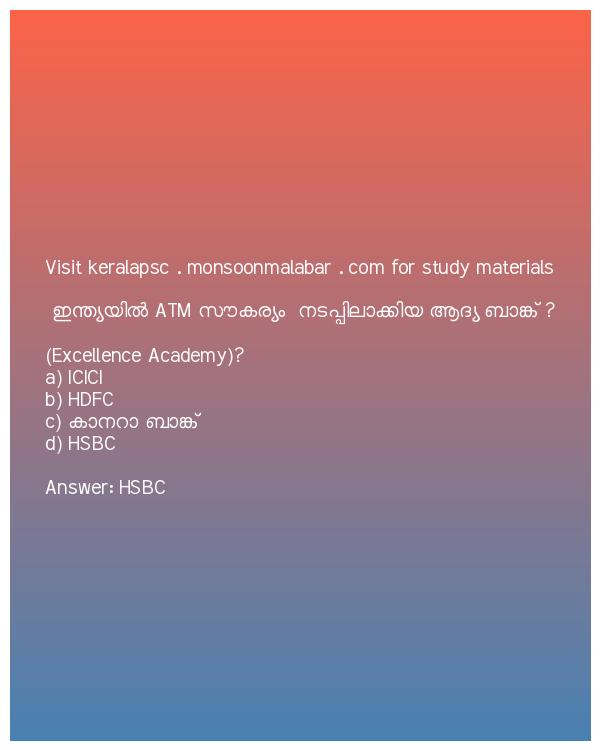 Visit keralapsc . monsoonmalabar . com for study materials
ഇന്ത്യയിൽ ATM സൗകര്യം നടപ്പിലാക്കിയ ആദ്യ ബാങ്ക് ?
(Excellence Academy)?
a) ICICI
b) HDFC
c) കാനറാ ബാങ്ക്
d) HSBC
Answer: HSBC